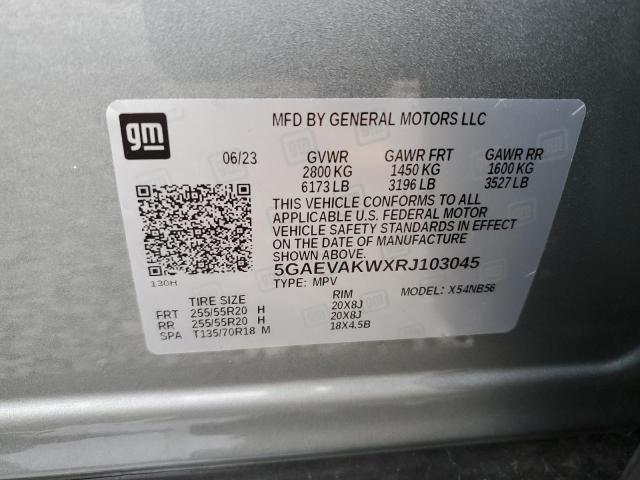 gm
MFD BY GENERAL MOTORS LLC
06/23 GVWR GAWR FRT GAWR RR
2800 KG 1450 KG 1600 KG
6173 LB 3196 LB 3527 LB
THIS VEHICLE CONFORMS TO ALL
APPLICABLE U.S. FEDERAL MOTOR
VEHICLE SAFETY STANDARDS IN
EFFECT ON THE DATE OF MANUFACTURE
SHOWN ABOVE.
5GAEVAKWXRJ103045
130H TYPE: MPV MODEL: X54NB56
TIRE SIZE RIM
FRT 255/55R20 H 20X8J
RR 255/55R20 H 20X8J
SPA T135/70R18 M 18X4.5B